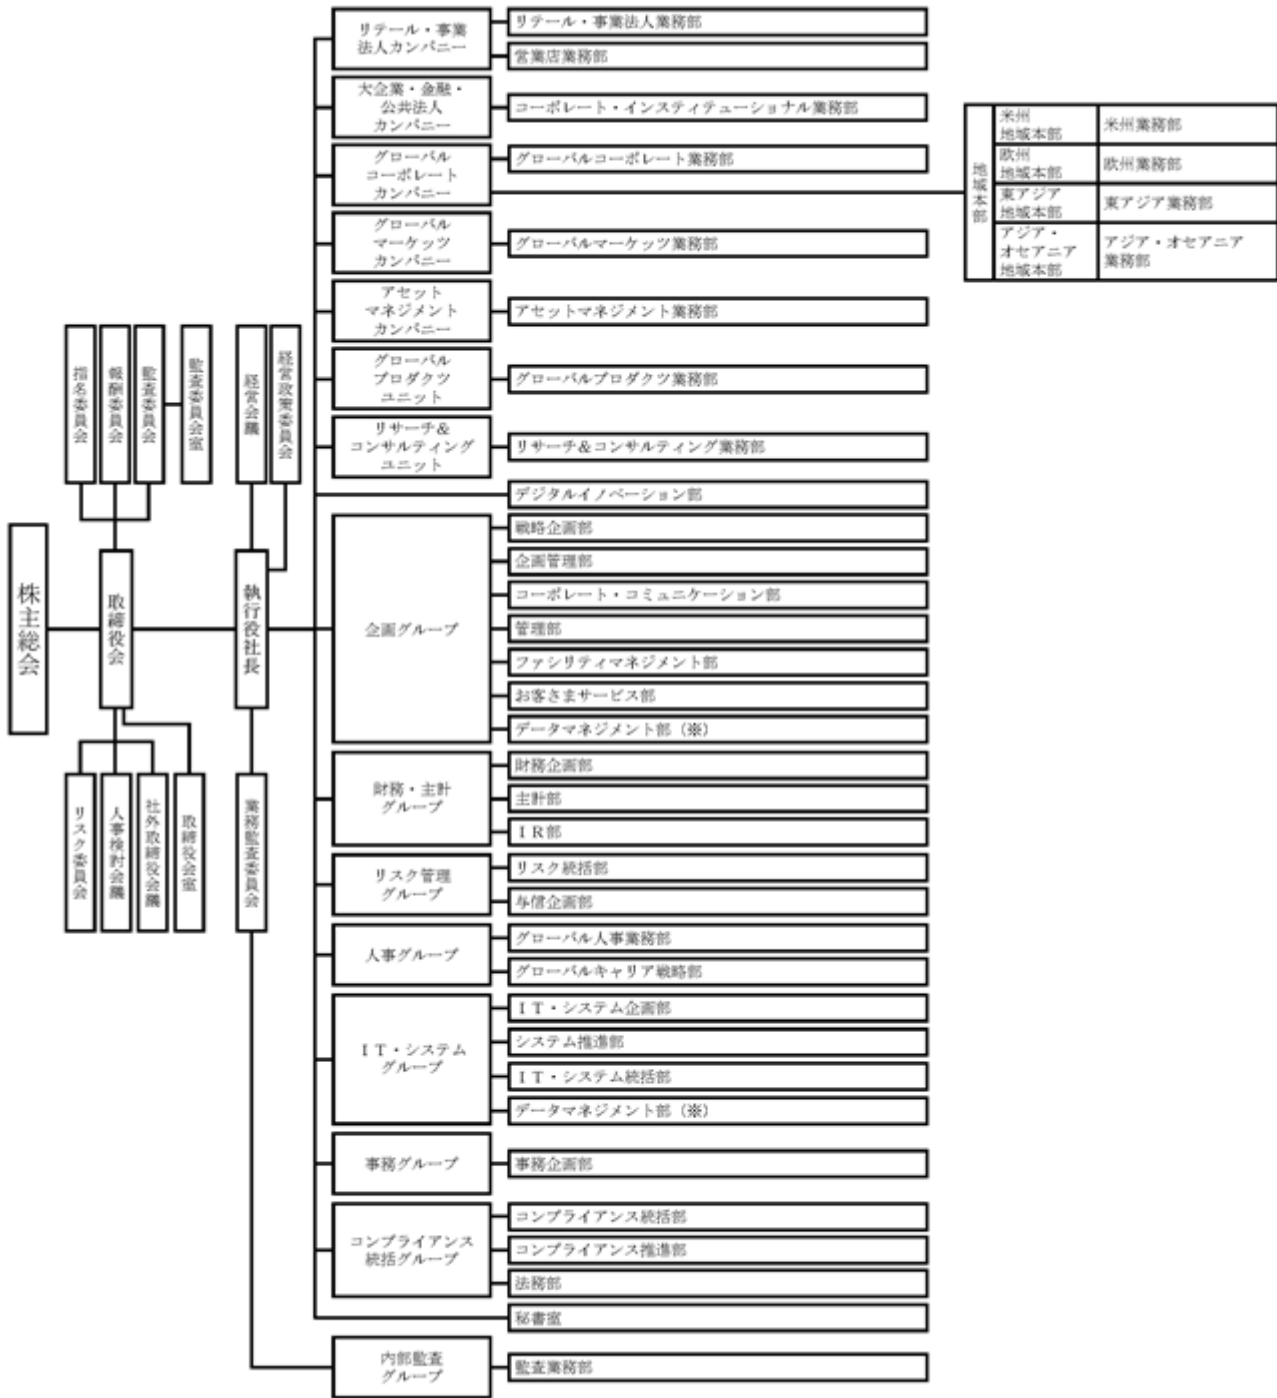 リテール・事業
法人カンパニー
リテール・事業法人業務部
営業店業務部
大企業・金融・
公共法人
カンパニー
コーポレート・インスティテューショナル業務部
グローバル
コーポレート
カンパニー
グローバルコーポレート業務部
地域本部
米州
地域本部
米州業務部
欧州
地域本部
欧州業務部
東アジア
地域本部
東アジア業務部
アジア・
オセアニア
地域本部
アジア・オセアニア
業務部
グローバル
マーケッツ
カンパニー
グローバルマーケッツ業務部
アセット
マネジメント
カンパニー
アセットマネジメント業務部
グローバル
プロダクツ
ユニット
グローバルプロダクツ業務部
リサーチ&
コンサルティング
ユニット
リサーチ&コンサルティング業務部
デジタルイノベーション部
指名委員会
報酬委員会
監査委員会
監査委員会室
経営会議
経営政策委員会
株主総会
取締役会
執行役社長
リスク委員会
人事検討会議
社外取締役会議
取締役会室
業務監査委員会
企画グループ
戦略企画部
企画管理部
コーポレート・コミュニケーション部
管理部
ファシリティマネジメント部
お客さまサービス部
データマネジメント部(※)
財務・主計
グループ
財務企画部
主計部
IR部
リスク管理
グループ
リスク統括部
与信企画部
人事グループ
グローバル人事業務部
グローバルキャリア戦略部
IT・システム
グループ
IT・システム企画部
システム推進部
IT・システム統括部
データマネジメント部(※)
事務グループ
事務企画部
コンプライアンス
統括グループ
コンプライアンス統括部
コンプライアンス推進部
法務部
秘書室
内部監査
グループ
監査業務部